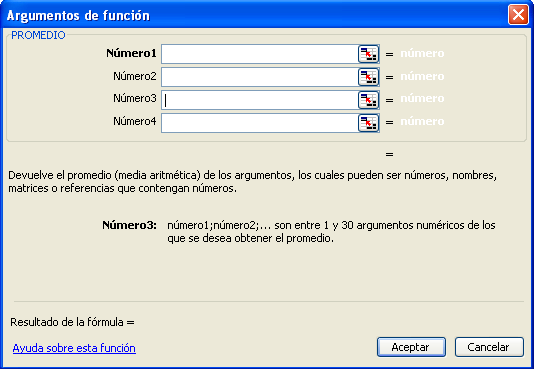 Argumentos de función
PROMEDIO
Número1 = número
Número2 = número
Número3 = número
Número4 = número
=
Devuelve el promedio (media aritmética) de los argumentos, los cuales pueden ser números, nombres,
matrices o referencias que contengan números.
Número3: número1;número2;... son entre 1 y 30 argumentos numéricos de los
que se desea obtener el promedio.
Resultado de la fórmula =
Ayuda sobre esta función
Aceptar Cancelar